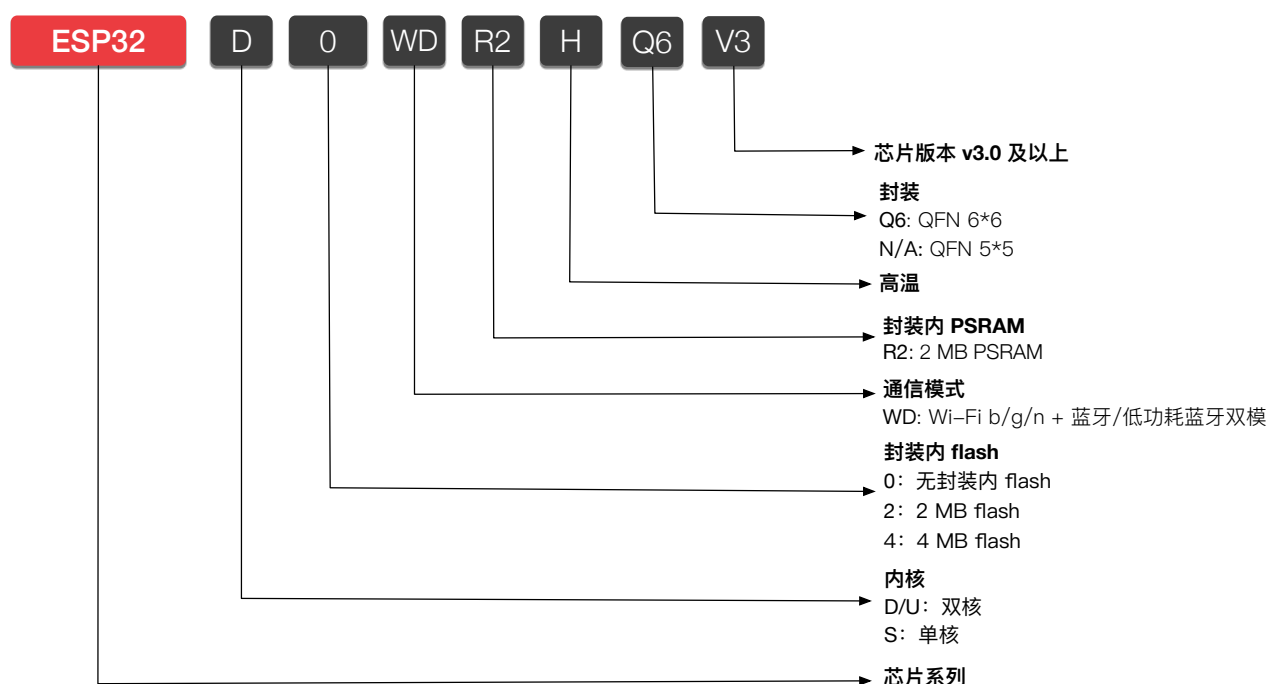 ESP32 D 0 WD R2 H Q6 V3
芯片版本 v3.0 及以上
封装
Q6: QFN 6*6
N/A: QFN 5*5
高温
封装内 PSRAM
R2: 2 MB PSRAM
通信模式
WD: Wi–Fi b/g/n + 蓝牙/低功耗蓝牙双模
封装内 flash
0：无封装内 flash
2：2 MB flash
4：4 MB flash
内核
D/U：双核
S：单核
芯片系列